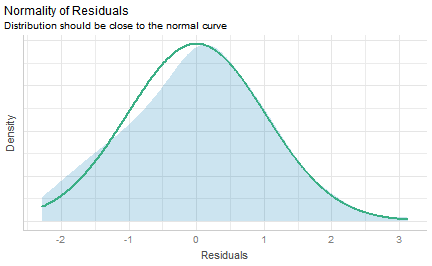 Normality of Residuals
Distribution should be close to the normal curve
Density
-2 -1 0 1 2 3
Residuals